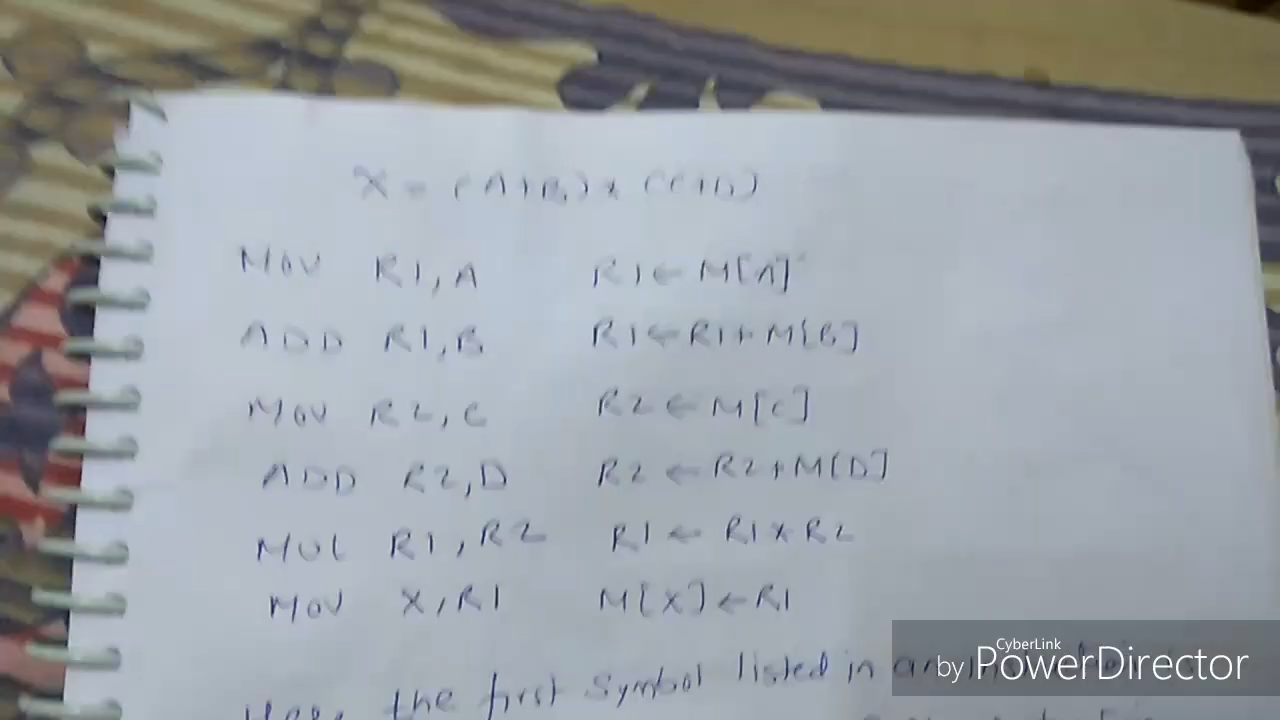 X = (A+B) * (C+D)
MOV R1, A R1 ← M[A]
ADD R1, B R1 ← R1 + M[B]
MOV R2, C R2 ← M[C]
ADD R2, D R2 ← R2 + M[D]
MUL R1, R2 R1 ← R1 * R2
MOV X, R1 M[X] ← R1
the first symbol listed in an
CyberLink
by PowerDirector